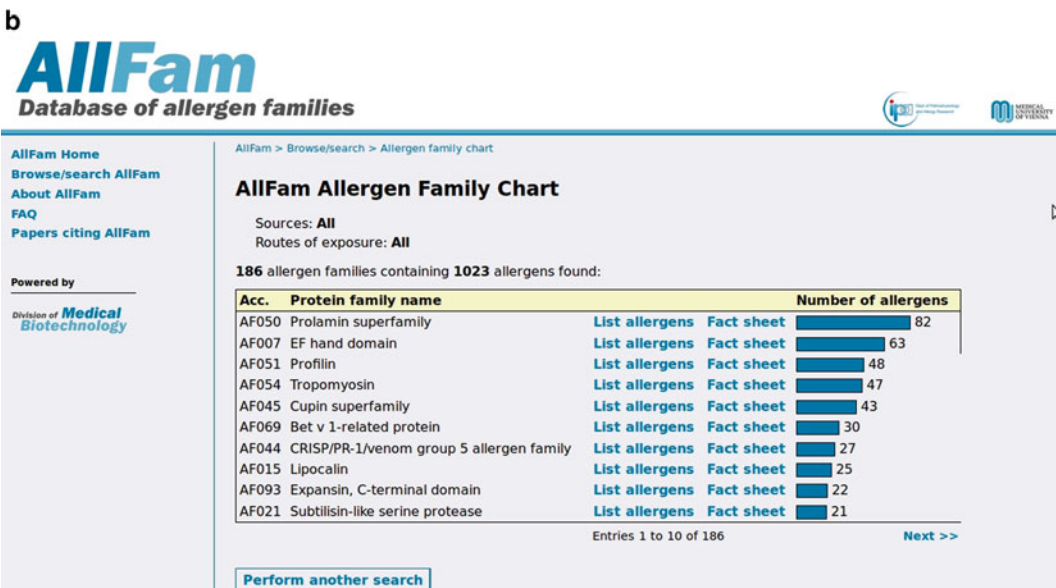 b
AllFam
Database of allergen families
MEDICAL
UNIVERSITY
OF VIENNA
AllFam Home
Browse/search AllFam
About AllFam
FAQ
Papers citing AllFam
Powered by
Division of Medical
Biotechnology
AllFam > Browse/search > Allergen family chart
AllFam Allergen Family Chart
Sources: All
Routes of exposure: All
186 allergen families containing 1023 allergens found:
Acc. Protein family name Number of allergens
AF050 Prolamin superfamily List allergens Fact sheet 82
AF007 EF hand domain List allergens Fact sheet 63
AF051 Profilin List allergens Fact sheet 48
AF054 Tropomyosin List allergens Fact sheet 47
AF045 Cupin superfamily List allergens Fact sheet 43
AF069 Bet v 1-related protein List allergens Fact sheet 30
AF044 CRISP/PR-1/venom group 5 allergen family List allergens Fact sheet 27
AF015 Lipocalin List allergens Fact sheet 25
AF093 Expansin, C-terminal domain List allergens Fact sheet 22
AF021 Subtilisin-like serine protease List allergens Fact sheet 21
Entries 1 to 10 of 186 Next >>
Perform another search